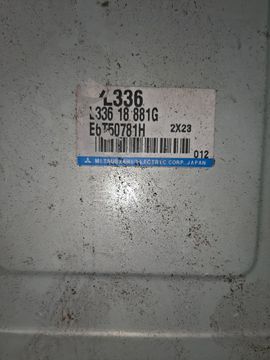 L336
L336 18 881G
E6T50781H 2X23
012
MITSUBISHI ELECTRIC CORP. JAPAN